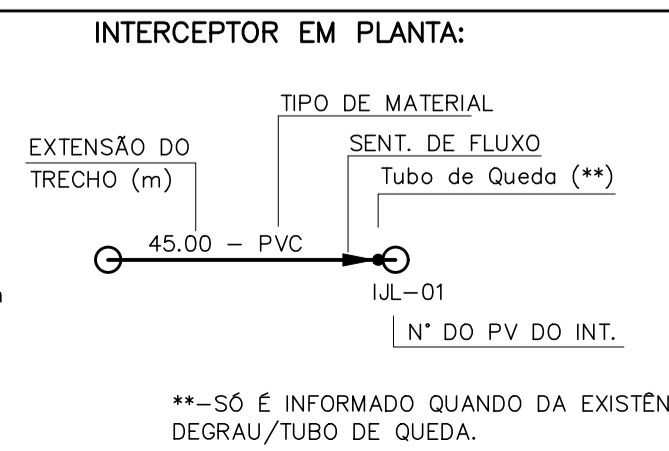 INTERCEPTOR EM PLANTA:
TIPO DE MATERIAL
EXTENSÃO DO
TRECHO (m)
SENT. DE FLUXO
Tubo de Queda (**)
45.00 – PVC
IJL–01
N° DO PV DO INT.
**–SÓ É INFORMADO QUANDO DA EXISTÊN
DEGRAU/TUBO DE QUEDA.